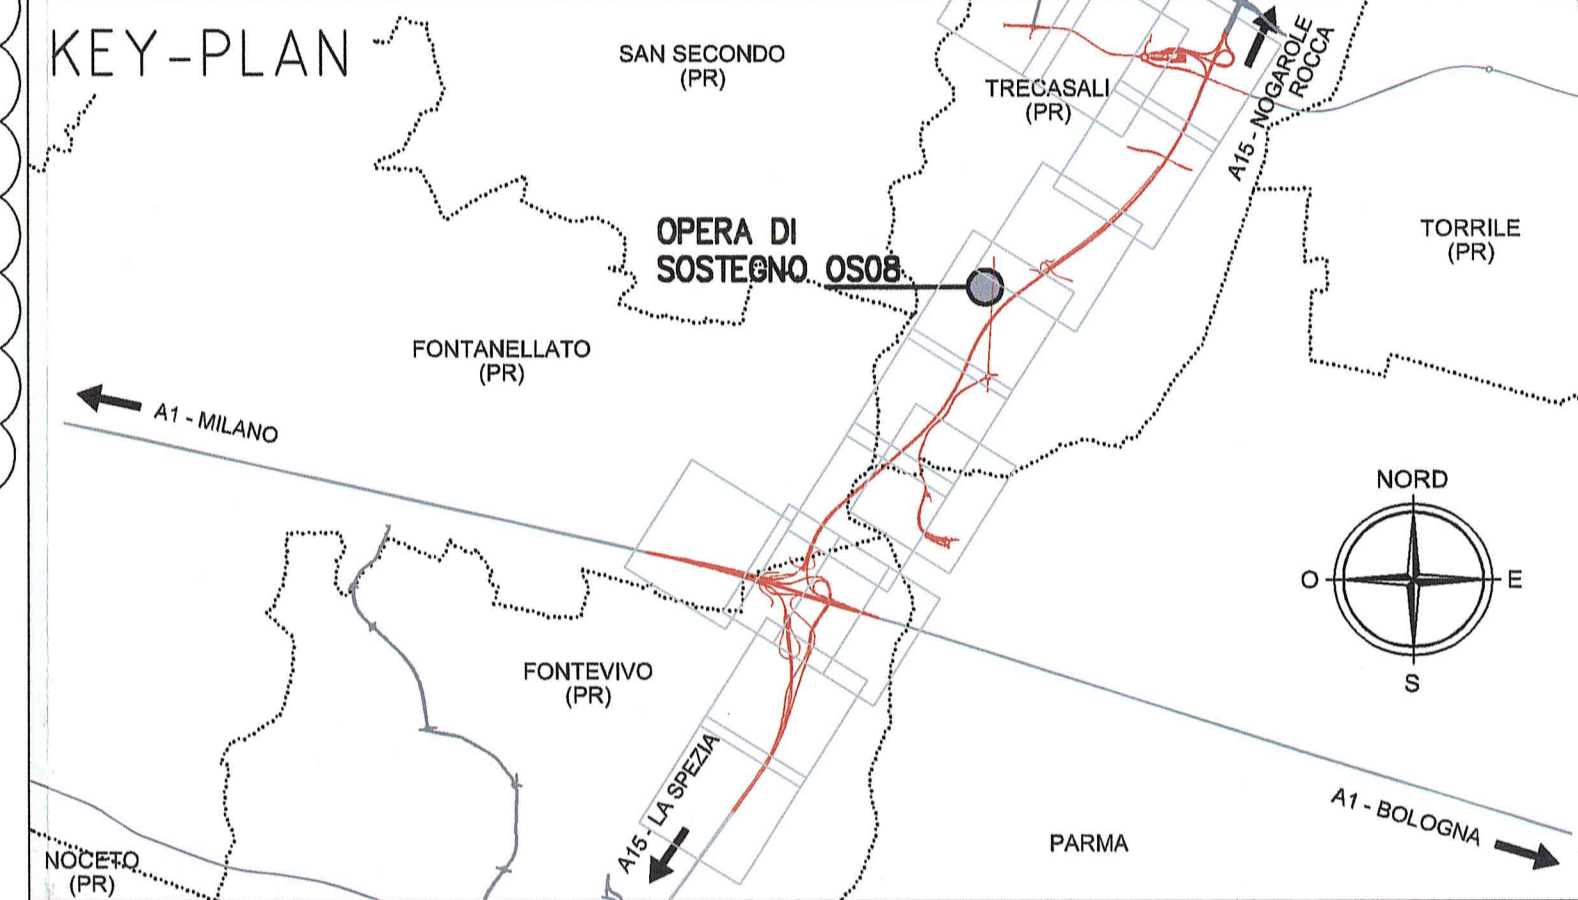 KEY-PLAN
SAN SECONDO
(PR)
TRECASALI
(PR)
A15 - NOGAROLE
ROCCA
OPERA DI
SOSTEGNO OS08
TORRILE
(PR)
FONTANELLATO
(PR)
A1 - MILANO
NORD
O
E
S
FONTEVIVO
(PR)
A15 - LA SPEZIA
A1 - BOLOGNA
PARMA
NOCETO
(PR)